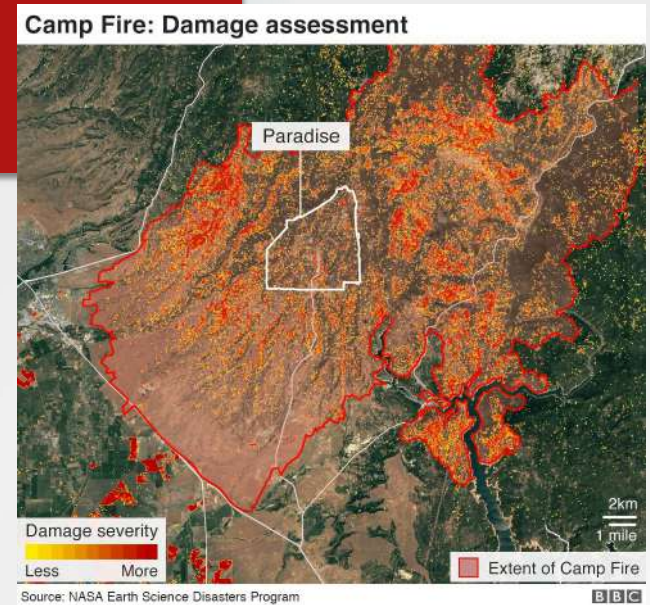 Camp Fire: Damage assessment
Paradise
2km
1 mile
Damage severity
Less More
Extent of Camp Fire
Source: NASA Earth Science Disasters Program
BBC